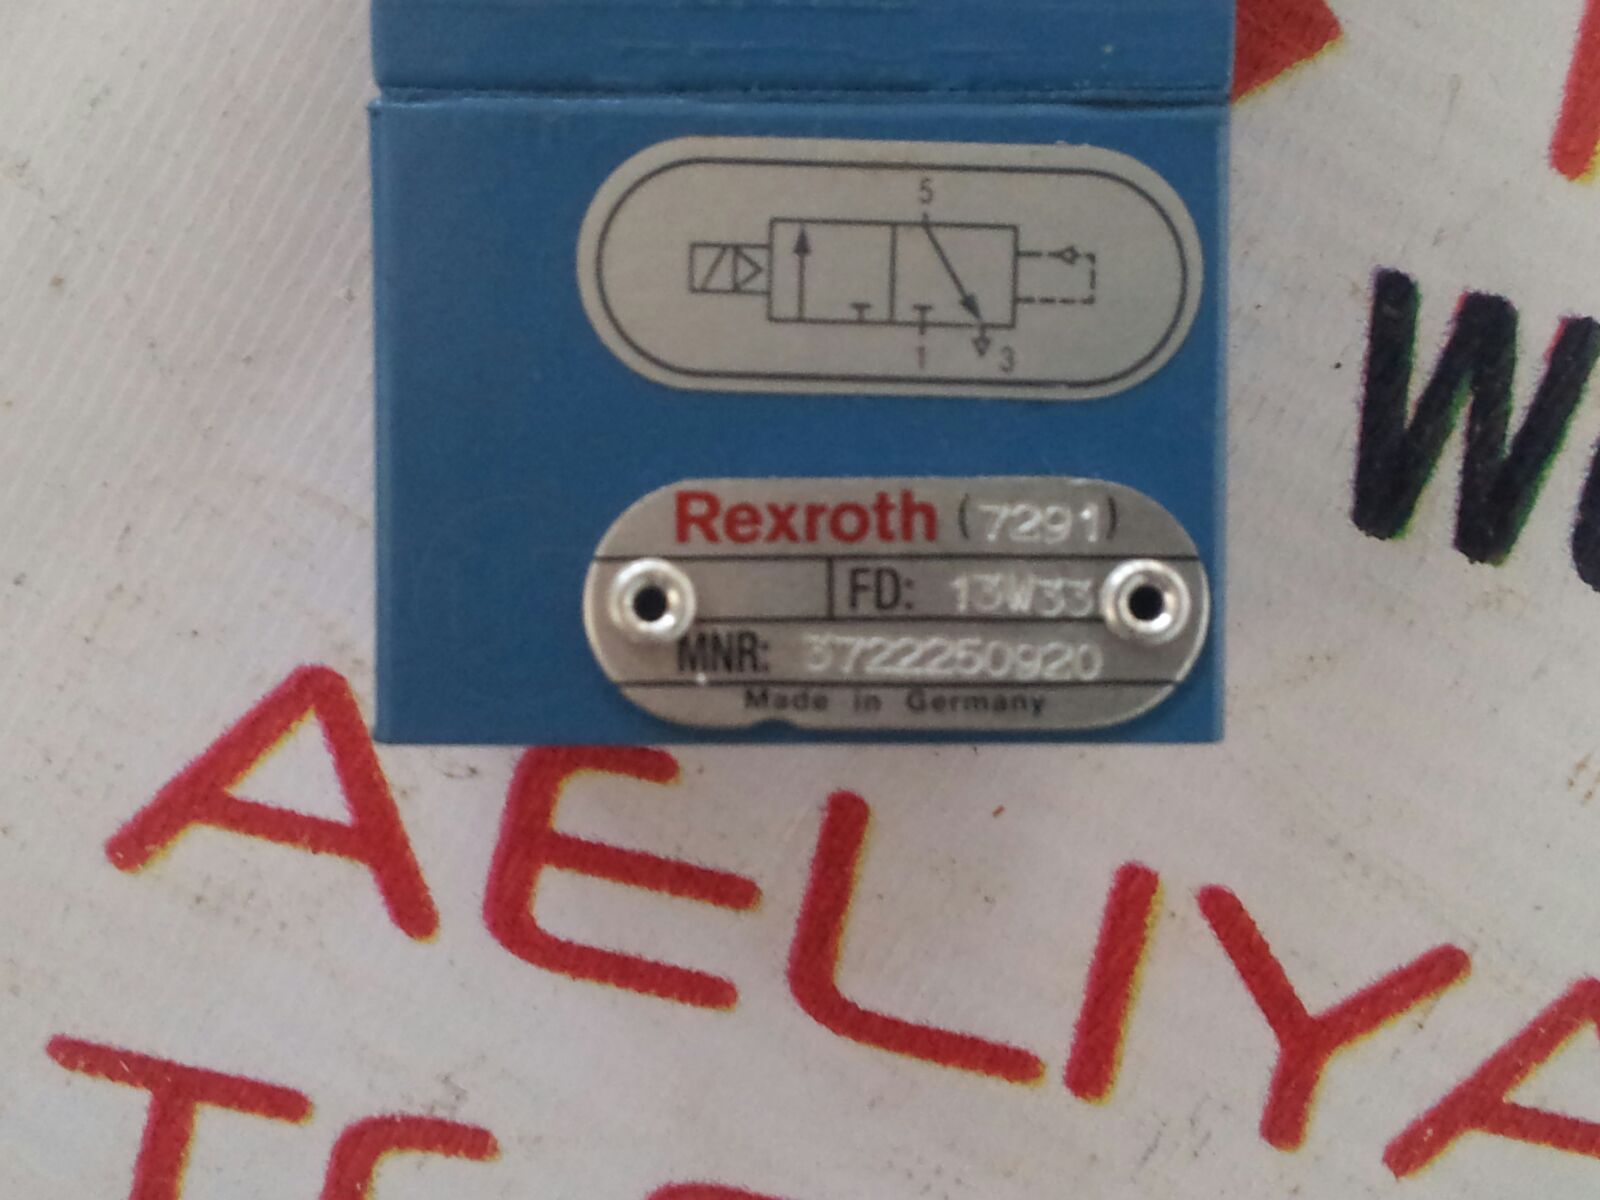 5
1 3
Rexroth (7291)
FD: 13W33
MNR: 3722250920
Made in Germany
AELIYA